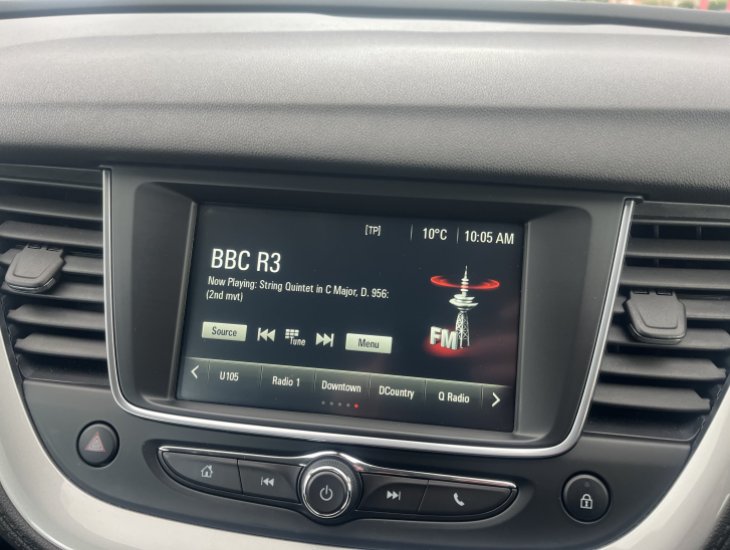 [TP] 10°C 10:05 AM
BBC R3
Now Playing: String Quintet in C Major, D. 956:
(2nd mvt)
Source Tune Menu
FM
U105 Radio 1 Downtown DCountry Q Radio